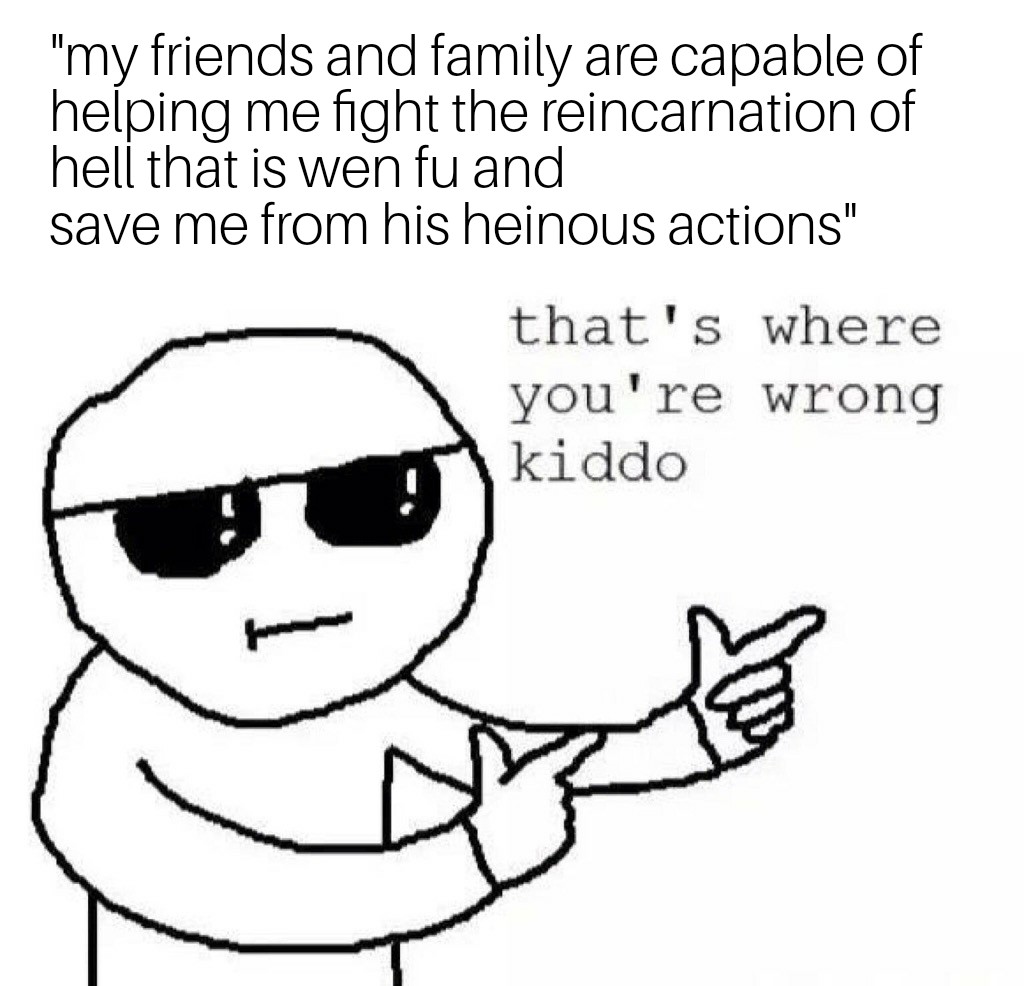 "my friends and family are capable of
helping me fight the reincarnation of
hell that is wen fu and
save me from his heinous actions"
that's where
you're wrong
kiddo